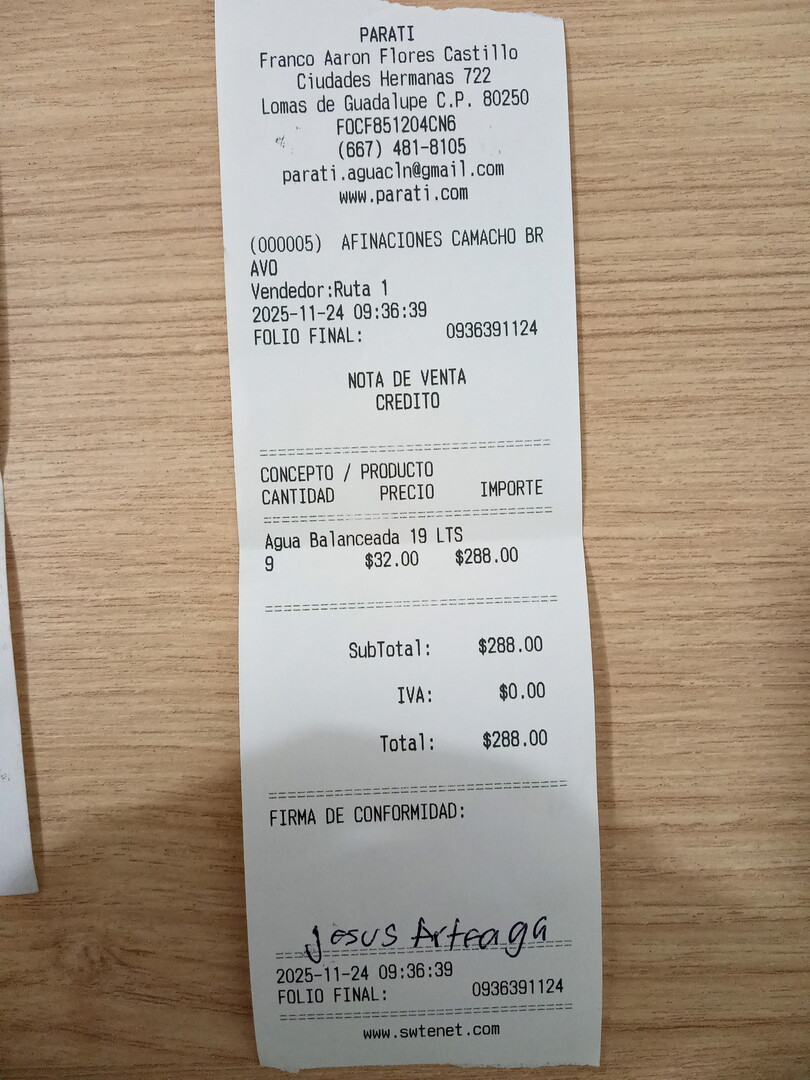 PARATI
Franco Aaron Flores Castillo
Ciudades Hermanas 722
Lomas de Guadalupe C.P. 80250
FOCF851204CN6
(667) 481-8105
parati.aguacln@gmail.com
www.parati.com
(000005) AFINACIONES CAMACHO BR
AVO
Vendedor:Ruta 1
2025-11-24 09:36:39
FOLIO FINAL: 0936391124
NOTA DE VENTA
CREDITO
CONCEPTO / PRODUCTO
CANTIDAD PRECIO IMPORTE
Agua Balanceada 19 LTS
9 $32.00 $288.00
SubTotal: $288.00
IVA: $0.00
Total: $288.00
FIRMA DE CONFORMIDAD:
Jesus Arteaga
2025-11-24 09:36:39
FOLIO FINAL: 0936391124
www.swtenet.com